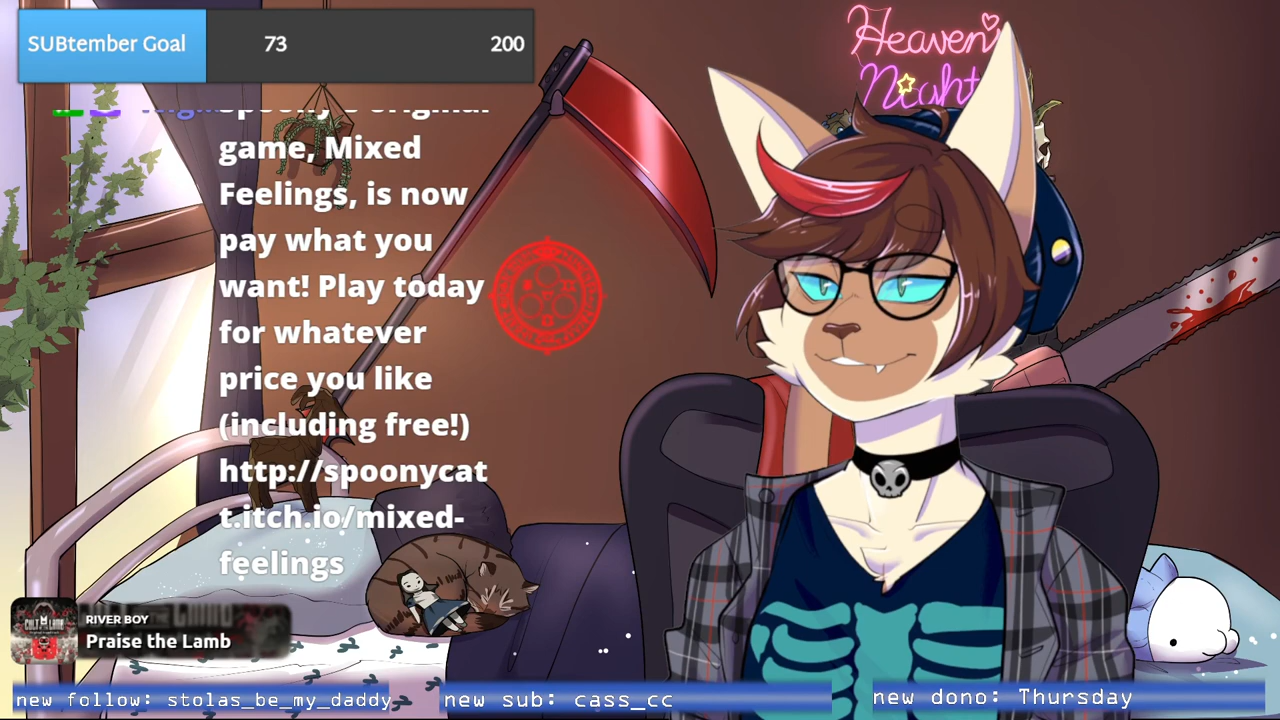 SUBtember Goal 73 200
Heaven's
Night
Spoony's original
game, Mixed
Feelings, is now
pay what you
want! Play today
for whatever
price you like
(including free!)
http://spoonycat
t.itch.io/mixed-
feelings
RIVER BOY
Praise the Lamb
new follow: stolas_be_my_daddy
new sub: cass_cc
new dono: Thursday